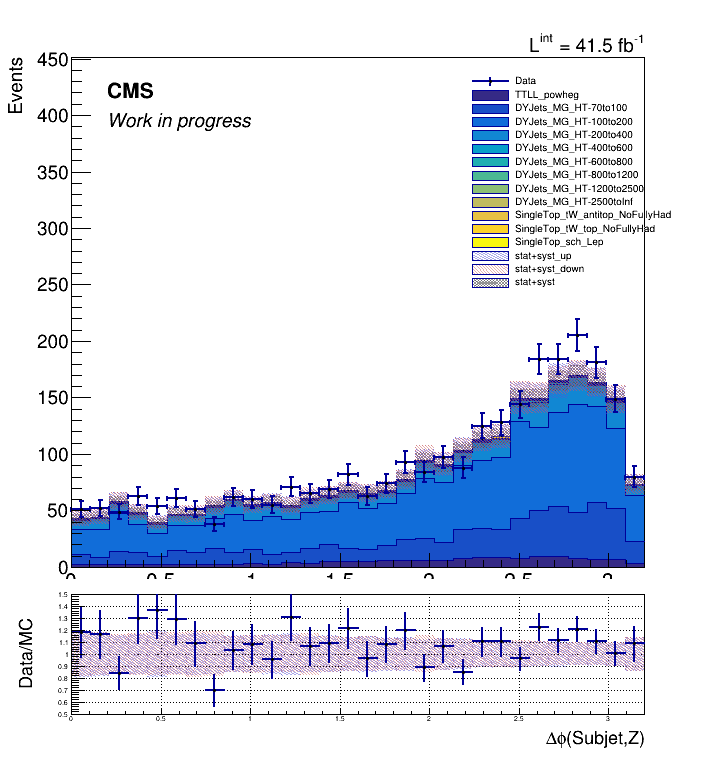 L^int = 41.5 fb^-1
Events
450
400
350
300
250
200
150
100
50
0
CMS
Work in progress
Data
TTLL_powheg
DYJets_MG_HT-70to100
DYJets_MG_HT-100to200
DYJets_MG_HT-200to400
DYJets_MG_HT-400to600
DYJets_MG_HT-600to800
DYJets_MG_HT-800to1200
DYJets_MG_HT-1200to2500
DYJets_MG_HT-2500toInf
SingleTop_tW_antitop_NoFullyHad
SingleTop_tW_top_NoFullyHad
SingleTop_sch_Lep
stat+syst_up
stat+syst_down
stat+syst
0 0.5 1 1.5 2 2.5 3
Data/MC
1.5
1.4
1.3
1.2
1.1
1
0.9
0.8
0.7
0.6
0.5
0 0.5 1 1.5 2 2.5 3
Δϕ(Subjet,Z)